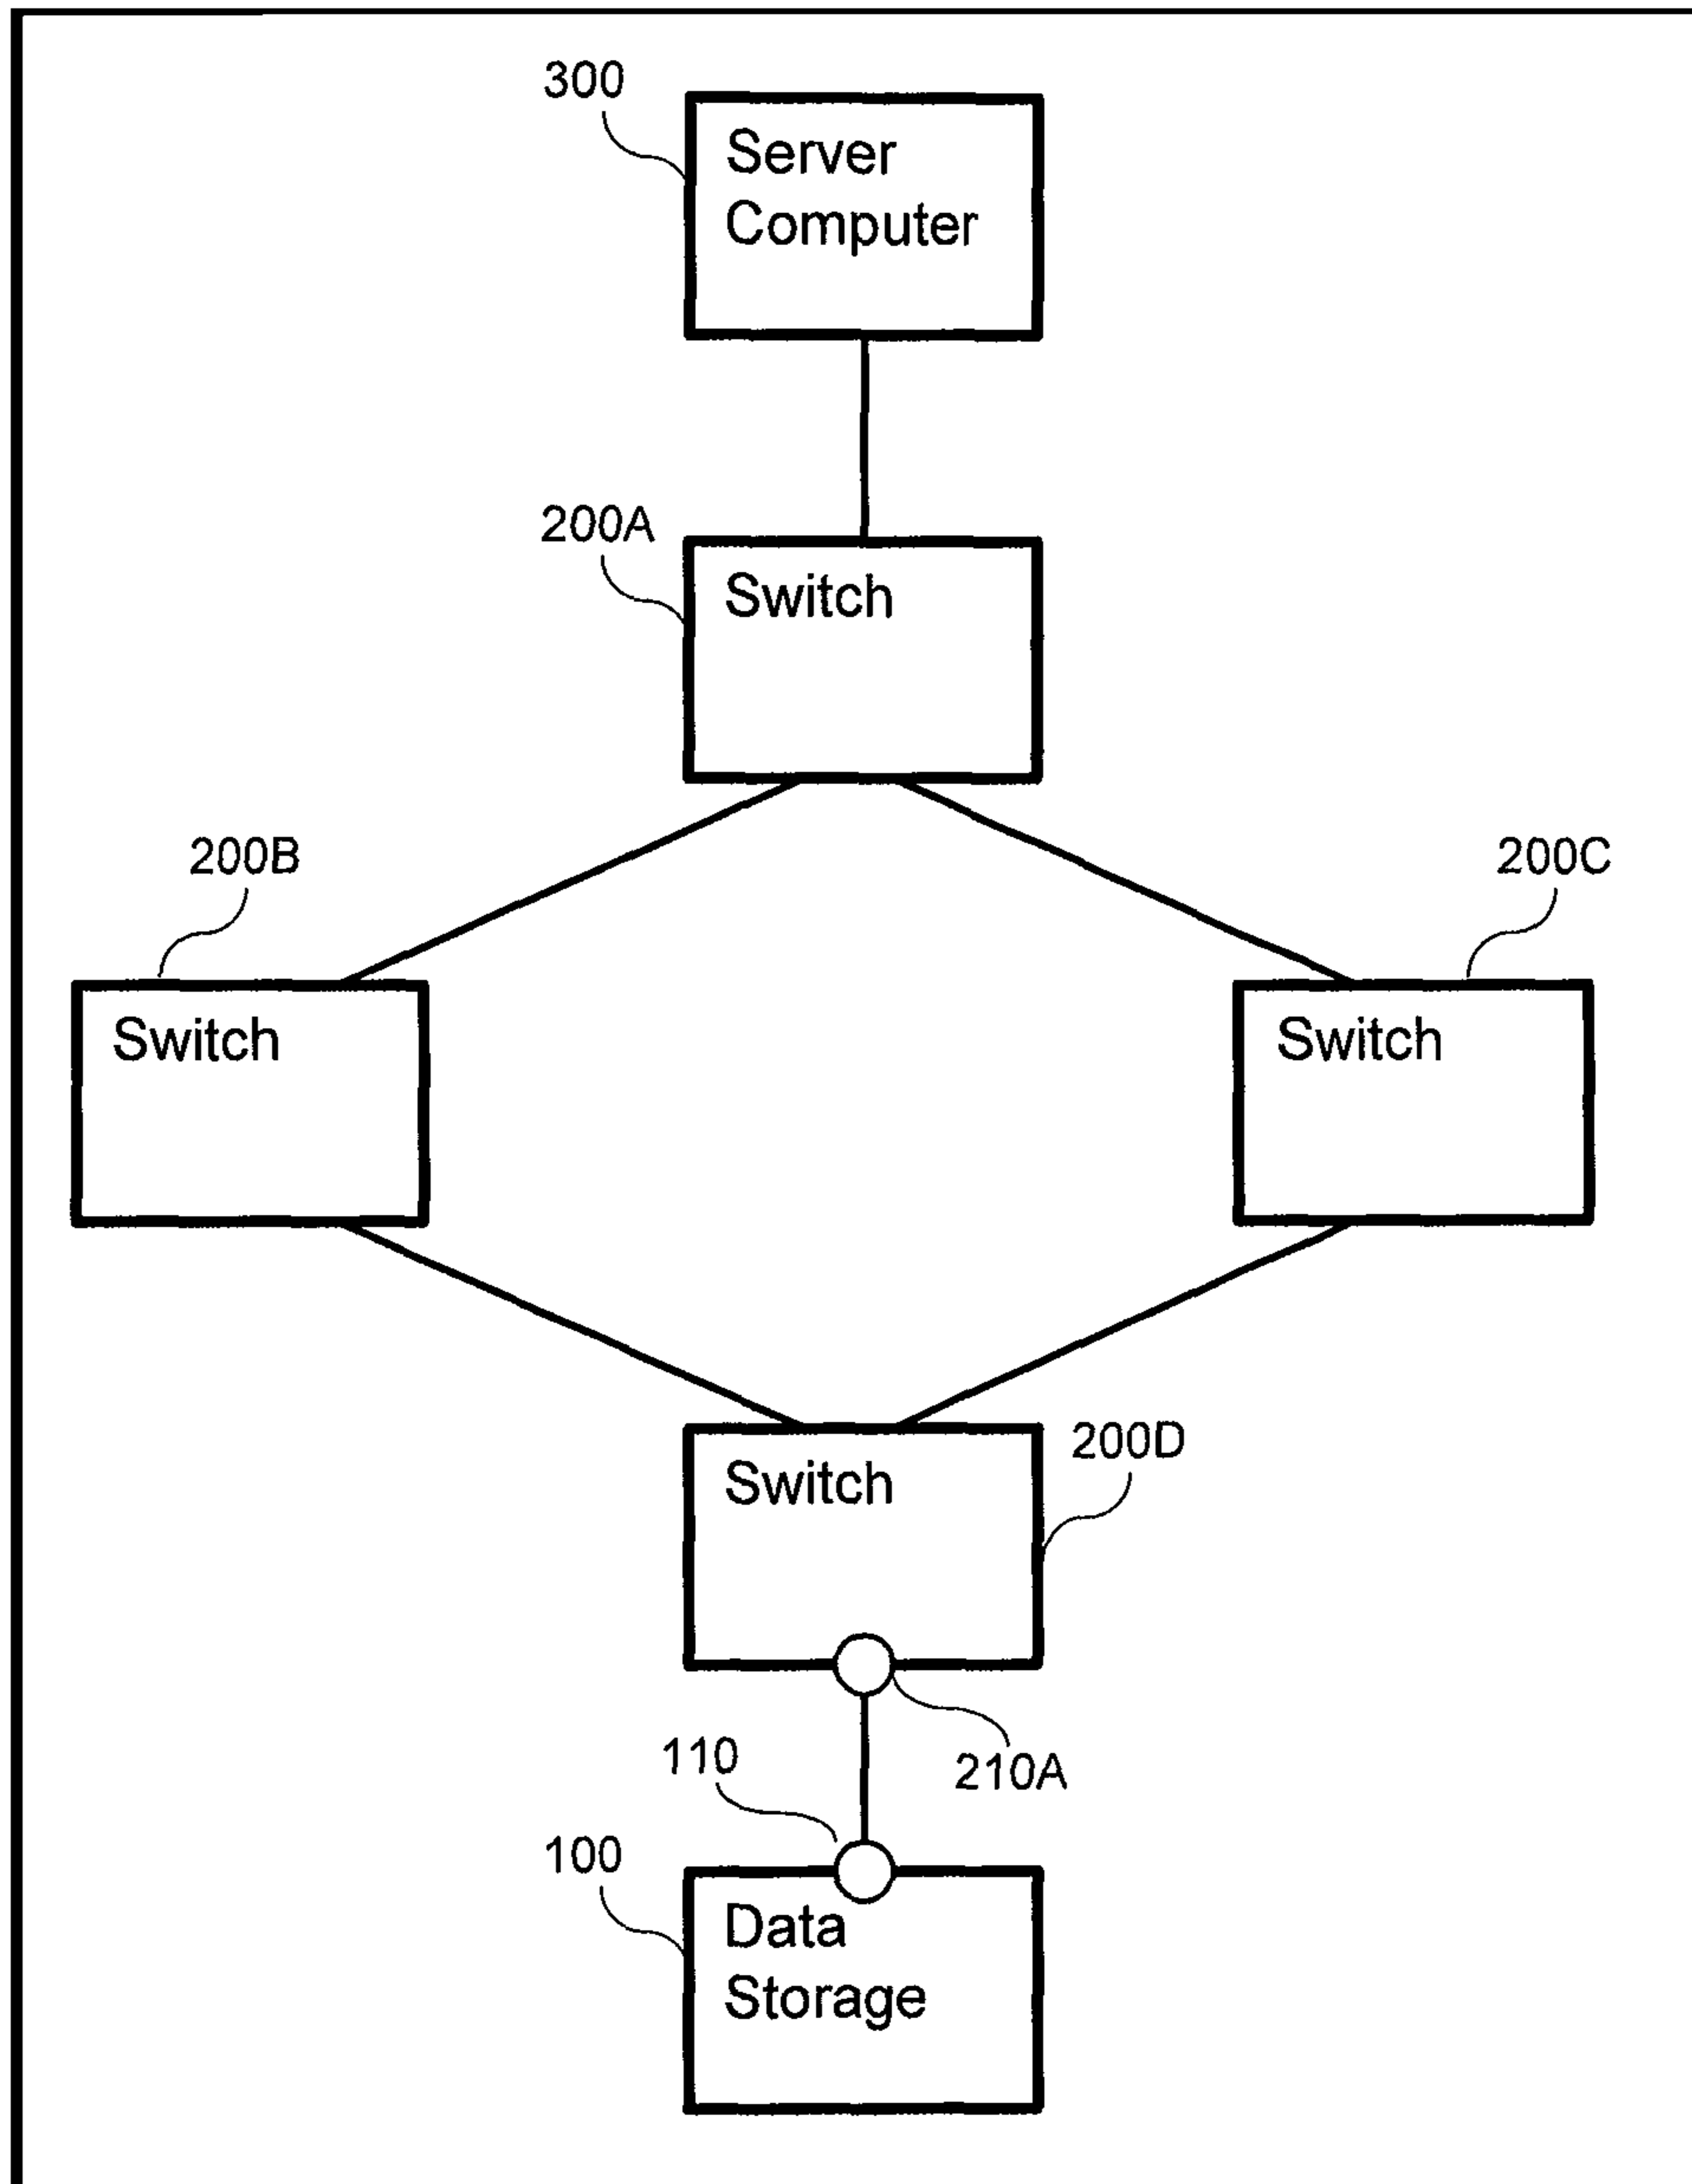 300
Server
Computer
200A
Switch
200B
200C
Switch
Switch
200D
Switch
210A
110
100
Data
Storage